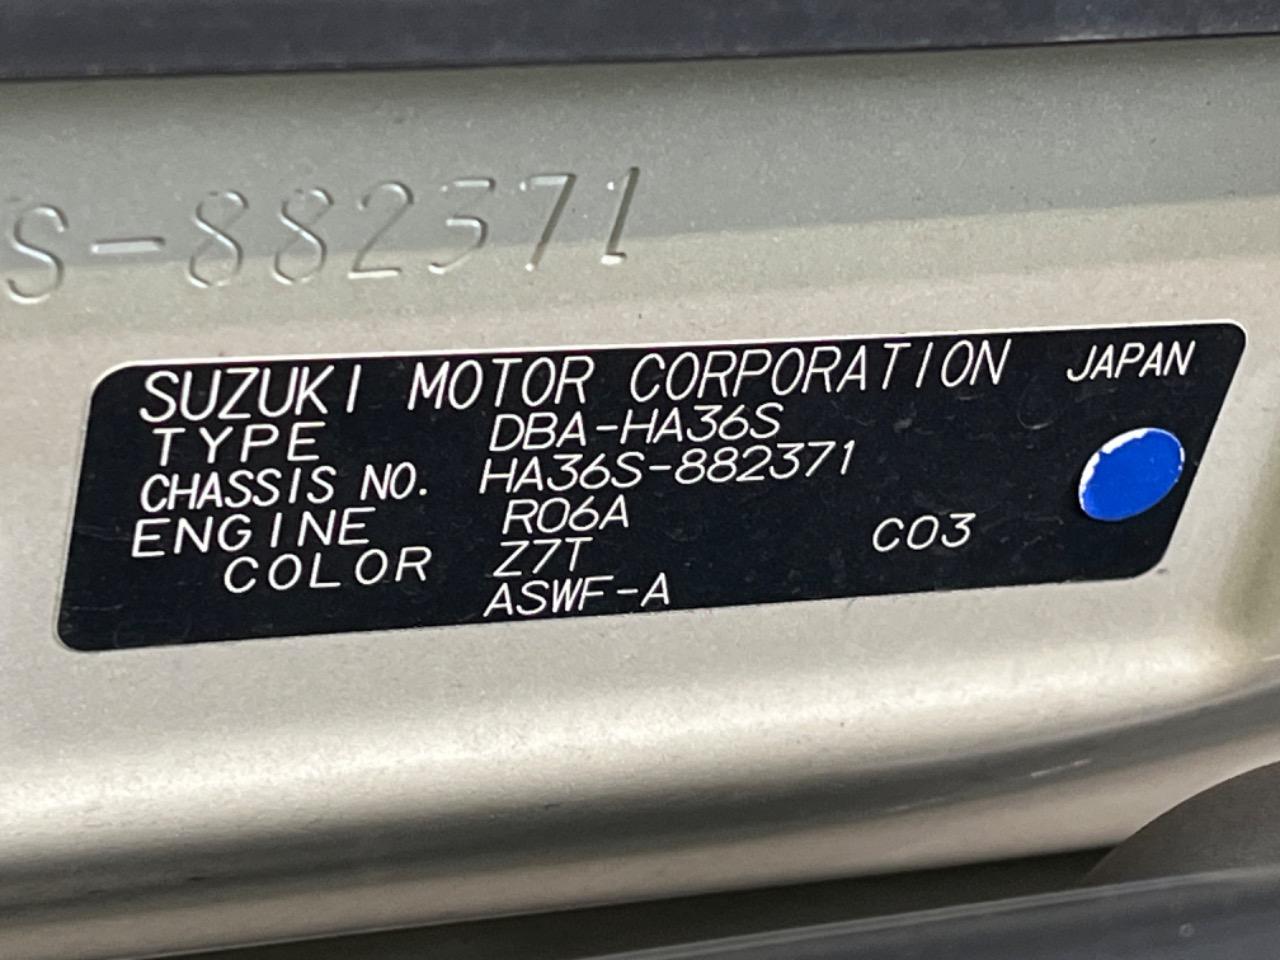 S-882371
SUZUKI MOTOR CORPORATION JAPAN
TYPE DBA-HA36S
CHASSIS NO. HA36S-882371
ENGINE R06A
COLOR Z7T C03
ASWF-A